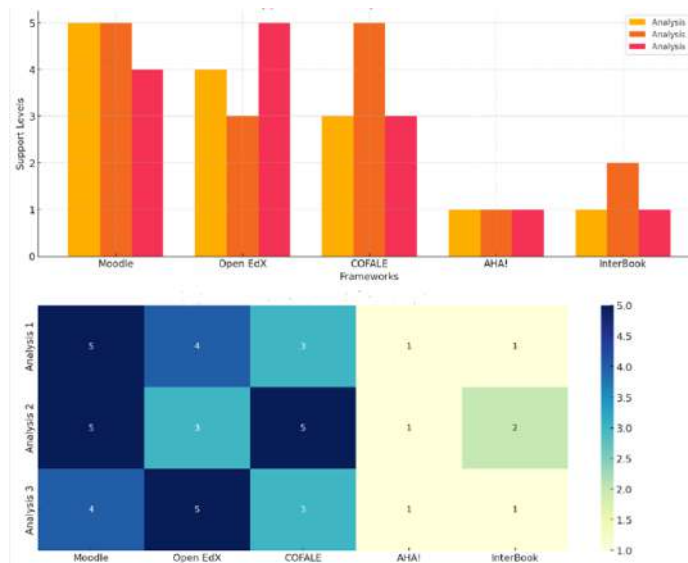 5
4
3
2
1
0
Support Levels
Analysis
Analysis
Analysis
Moodle
Open EdX
COFALE
AHA!
InterBook
Frameworks
Analysis 1
5 4 3 1 1
Analysis 2
5 3 5 1 2
Analysis 3
4 5 3 1 1
Moodle
Open EdX
COFALE
AHA!
InterBook
5.0
4.5
4.0
3.5
3.0
2.5
2.0
1.5
1.0